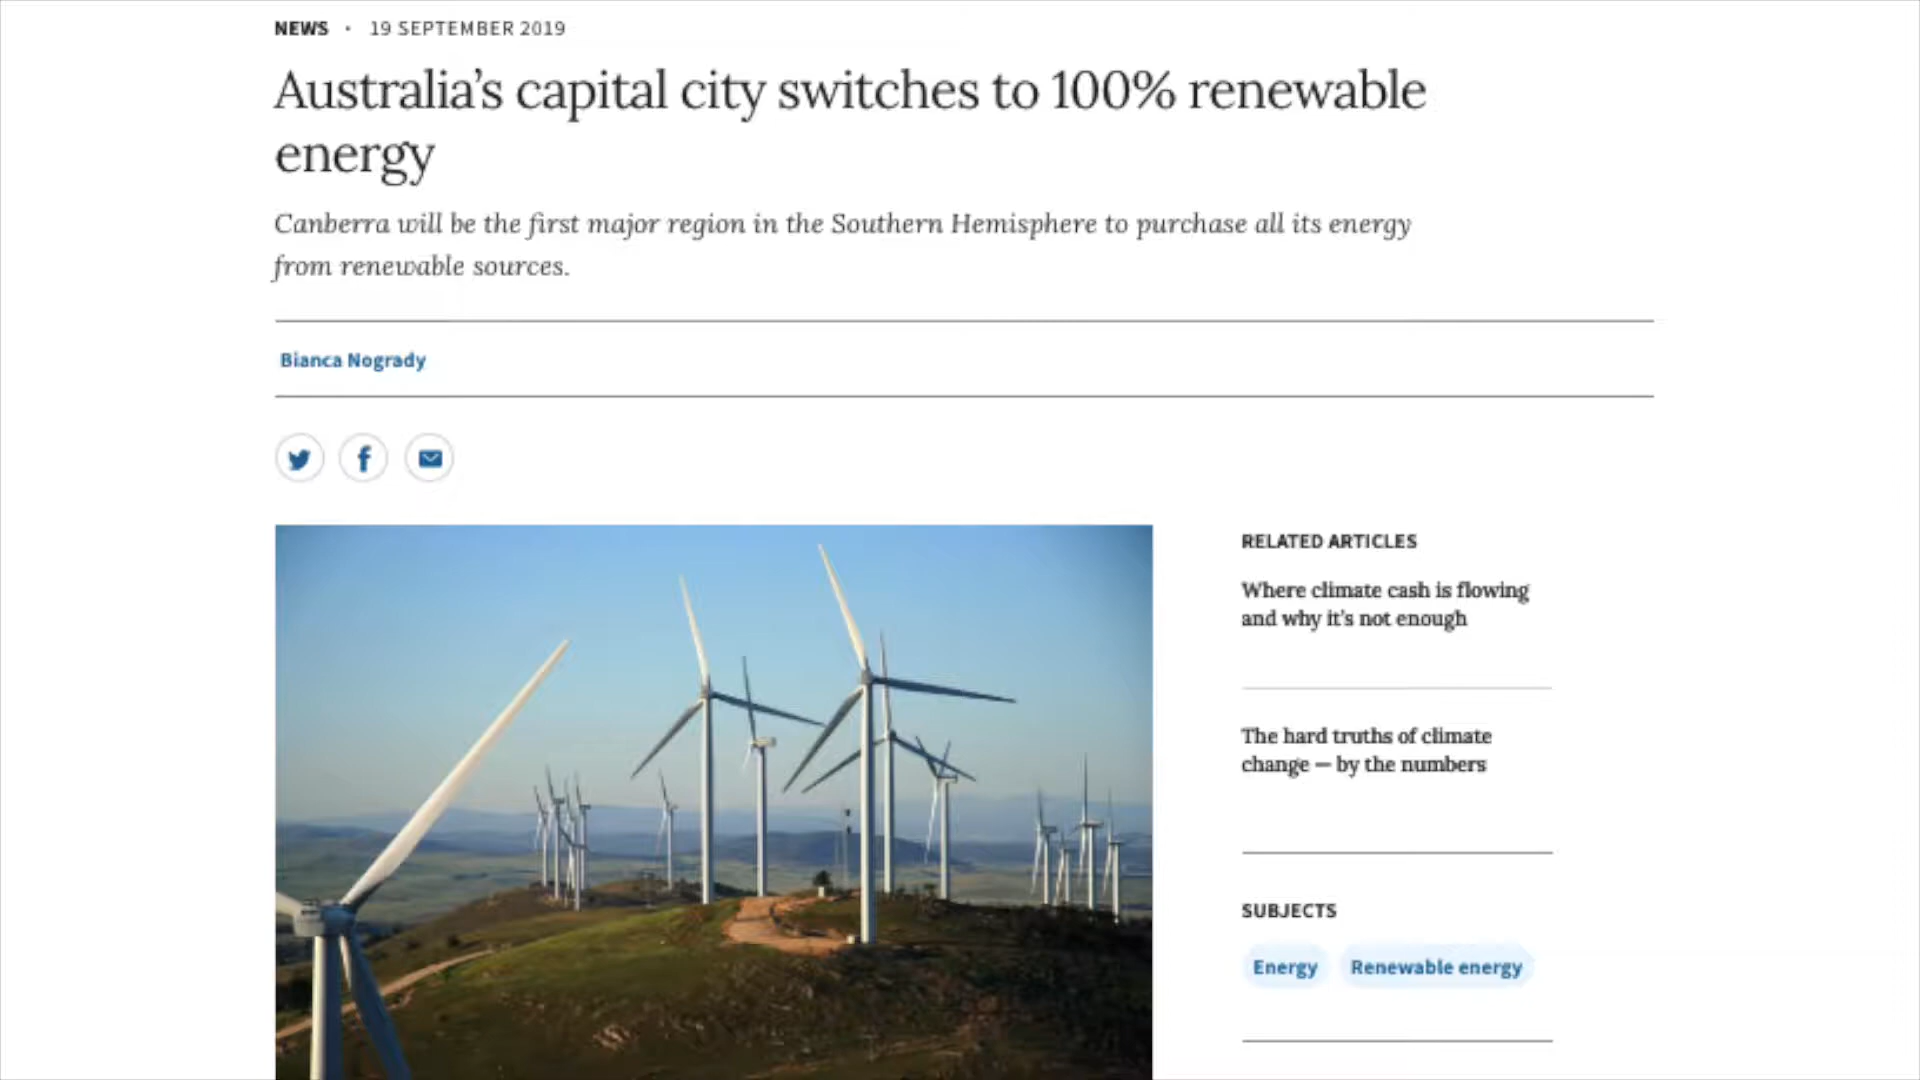 NEWS · 19 SEPTEMBER 2019
Australia’s capital city switches to 100% renewable
energy
Canberra will be the first major region in the Southern Hemisphere to purchase all its energy
from renewable sources.
Bianca Nogrady
RELATED ARTICLES
Where climate cash is flowing
and why it’s not enough
The hard truths of climate
change — by the numbers
SUBJECTS
Energy Renewable energy